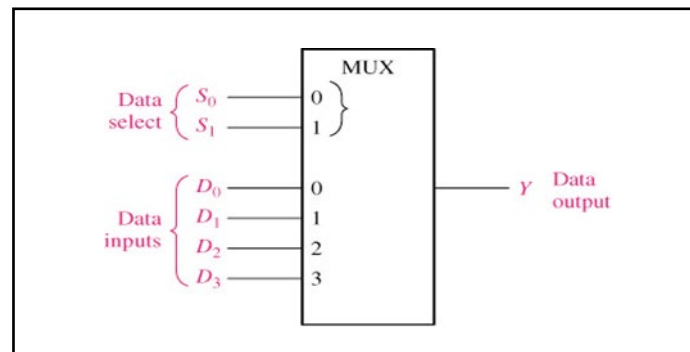 MUX
Data select
S₀ 0
S₁ 1
Data inputs
D₀ 0
D₁ 1
D₂ 2
D₃ 3
Y Data output